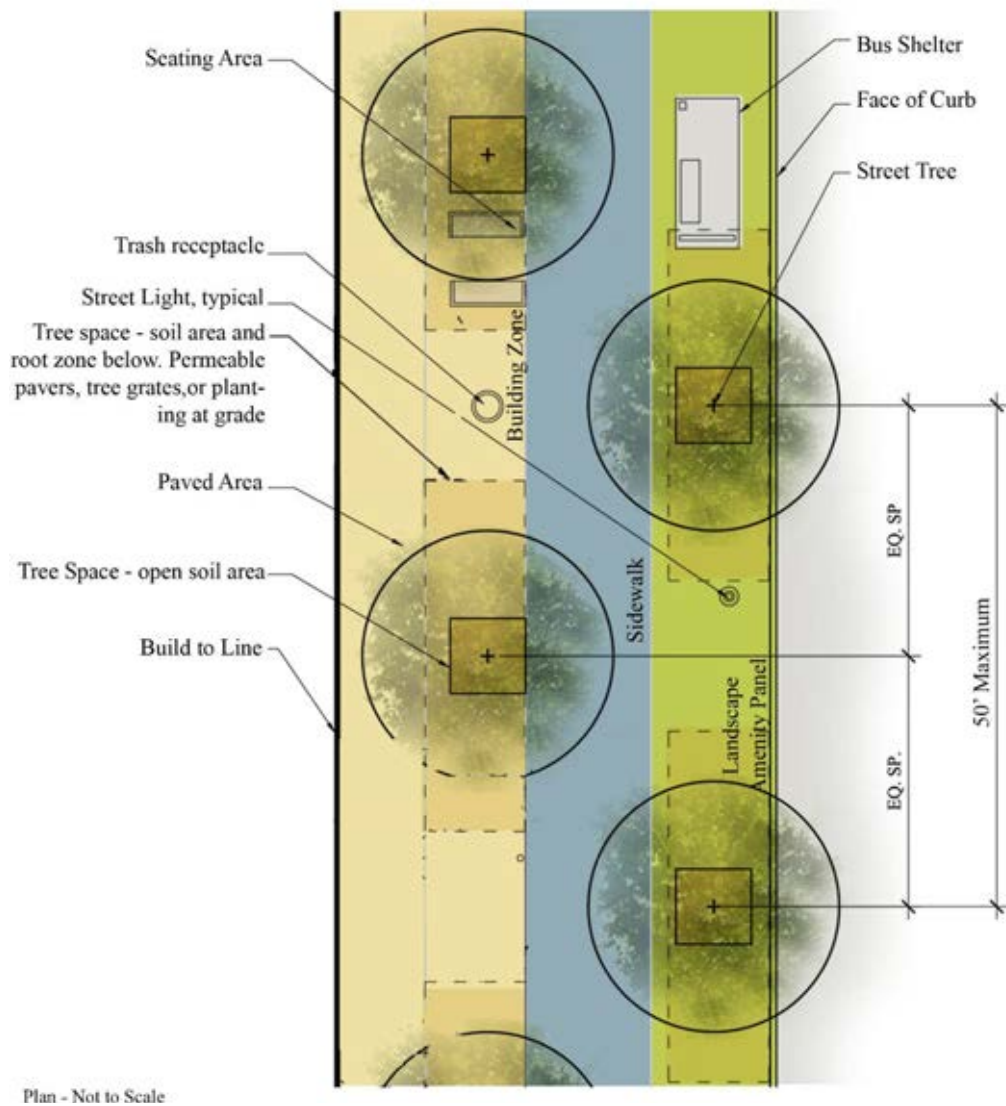 Seating Area
Trash receptacle
Street Light, typical
Tree space - soil area and
root zone below. Permeable
pavers, tree grates,or plant-
ing at grade
Paved Area
Tree Space - open soil area
Build to Line
Bus Shelter
Face of Curb
Street Tree
Building Zone
Sidewalk
Landscape
Amenity Panel
EQ. SP
EQ. SP.
50' Maximum
Plan - Not to Scale